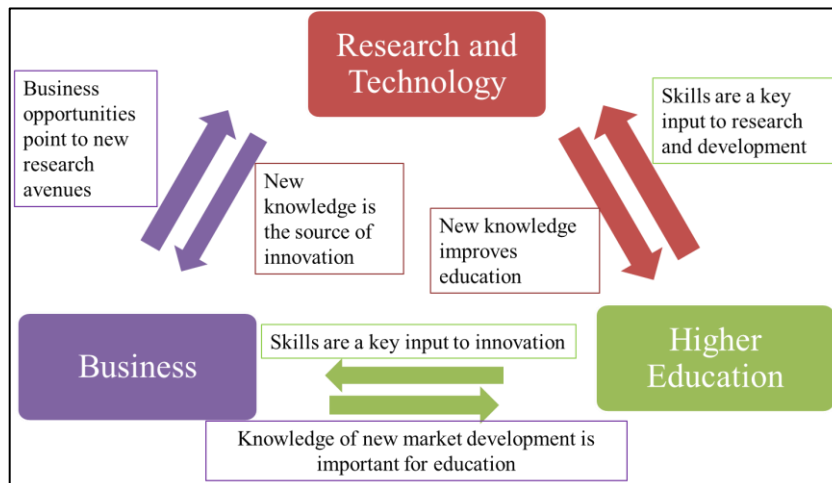 Research and
Technology
Business
opportunities
point to new
research
avenues
Skills are a key
input to research
and development
New
knowledge is
the source of
innovation
New knowledge
improves
education
Business
Skills are a key input to innovation
Higher
Education
Knowledge of new market development is
important for education